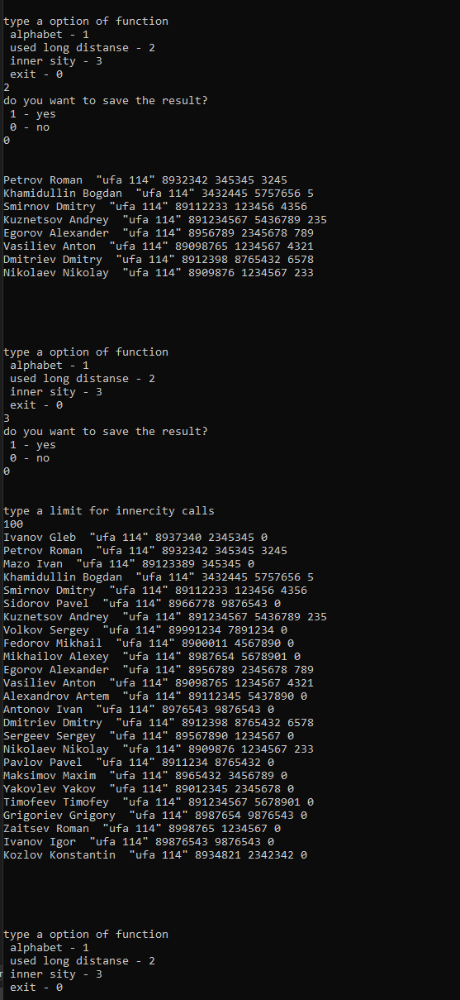 type a option of function
alphabet - 1
used long distanse - 2
inner sity - 3
exit - 0
2
do you want to save the result?
1 - yes
0 - no
0
Petrov Roman "ufa 114" 8932342 345345 3245
Khamidullin Bogdan "ufa 114" 3432445 5757656 5
Smirnov Dmitry "ufa 114" 89112233 123456 4356
Kuznetsov Andrey "ufa 114" 891234567 5436789 235
Egorov Alexander "ufa 114" 8956789 2345678 789
Vasiliev Anton "ufa 114" 89098765 1234567 4321
Dmitriev Dmitry "ufa 114" 8912398 8765432 6578
Nikolaev Nikolay "ufa 114" 8909876 1234567 233
type a option of function
alphabet - 1
used long distanse - 2
inner sity - 3
exit - 0
3
do you want to save the result?
1 - yes
0 - no
0
type a limit for innercity calls
100
Ivanov Gleb "ufa 114" 8937340 2345345 0
Petrov Roman "ufa 114" 8932342 345345 3245
Mazo Ivan "ufa 114" 89123389 345345 0
Khamidullin Bogdan "ufa 114" 3432445 5757656 5
Smirnov Dmitry "ufa 114" 89112233 123456 4356
Sidorov Pavel "ufa 114" 8966778 9876543 0
Kuznetsov Andrey "ufa 114" 891234567 5436789 235
Volkov Sergey "ufa 114" 89991234 7891234 0
Fedorov Mikhail "ufa 114" 8900011 4567890 0
Mikhailov Alexey "ufa 114" 8987654 5678901 0
Egorov Alexander "ufa 114" 8956789 2345678 789
Vasiliev Anton "ufa 114" 89098765 1234567 4321
Alexandrov Artem "ufa 114" 89112345 5437890 0
Antonov Ivan "ufa 114" 8976543 9876543 0
Dmitriev Dmitry "ufa 114" 8912398 8765432 6578
Sergeev Sergey "ufa 114" 89567890 1234567 0
Nikolaev Nikolay "ufa 114" 8909876 1234567 233
Pavlov Pavel "ufa 114" 8911234 8765432 0
Maksimov Maxim "ufa 114" 8965432 3456789 0
Yakovlev Yakov "ufa 114" 89012345 2345678 0
Timofeev Timofey "ufa 114" 891234567 5678901 0
Grigoriev Grigory "ufa 114" 8987654 9876543 0
Zaitsev Roman "ufa 114" 8998765 1234567 0
Ivanov Igor "ufa 114" 89876543 9876543 0
Kozlov Konstantin "ufa 114" 8934821 2342342 0
type a option of function
alphabet - 1
used long distanse - 2
inner sity - 3
exit - 0